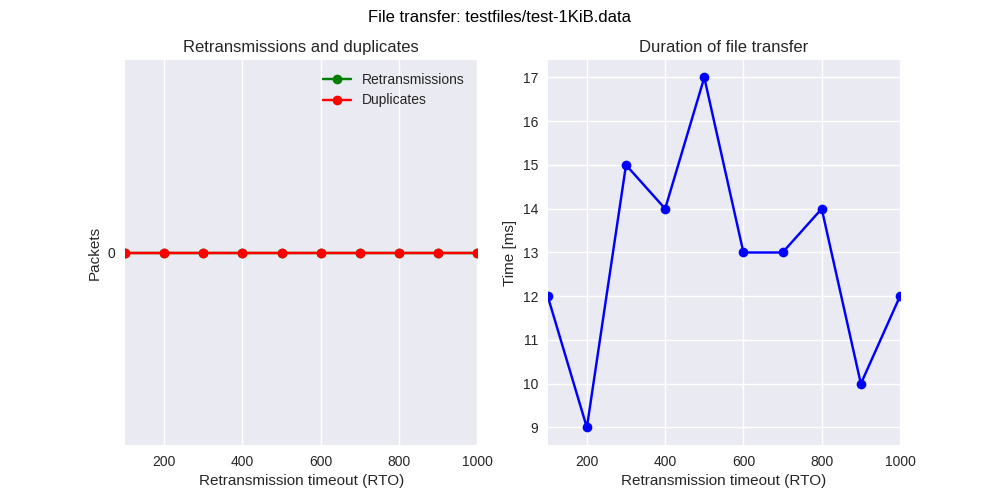 File transfer: testfiles/test-1KiB.data
Retransmissions and duplicates
Retransmissions
Duplicates
Packets
0
200 400 600 800 1000
Retransmission timeout (RTO)
Duration of file transfer
Time [ms]
17
16
15
14
13
12
11
10
9
200 400 600 800 1000
Retransmission timeout (RTO)